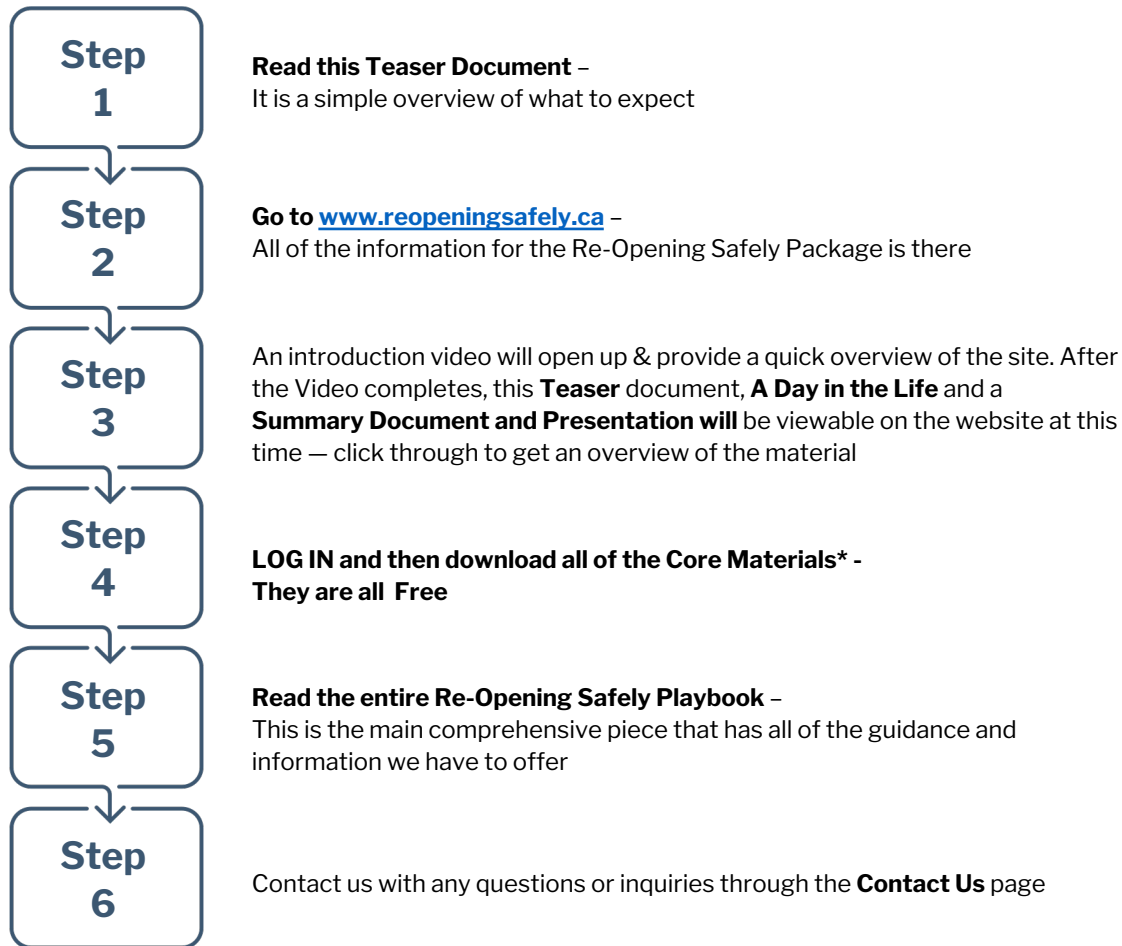 Step
1
Read this Teaser Document –
It is a simple overview of what to expect
Step
2
Go to www.reopeningsafely.ca –
All of the information for the Re-Opening Safely Package is there
Step
3
An introduction video will open up & provide a quick overview of the site. After
the Video completes, this Teaser document, A Day in the Life and a
Summary Document and Presentation will be viewable on the website at this
time — click through to get an overview of the material
Step
4
LOG IN and then download all of the Core Materials* -
They are all  Free
Step
5
Read the entire Re-Opening Safely Playbook –
This is the main comprehensive piece that has all of the guidance and
information we have to offer
Step
6
Contact us with any questions or inquiries through the Contact Us page